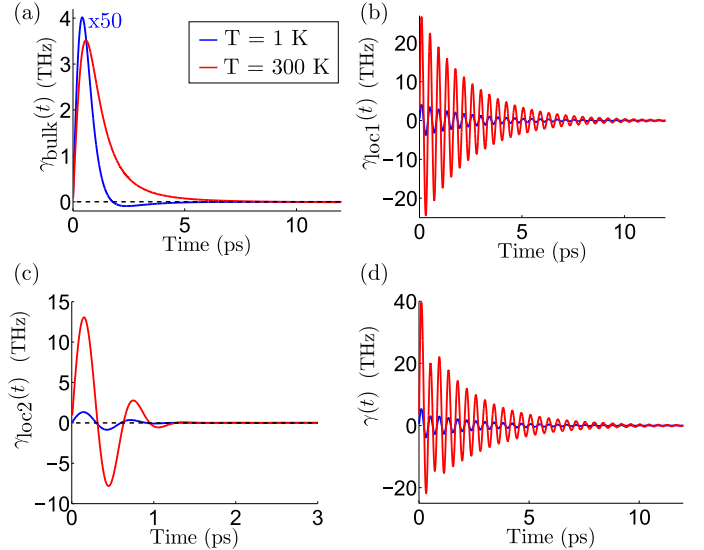 (a)
x50
T = 1 K
T = 300 K
γbulk(t) (THz)
4
3
2
1
0
0 5 10
Time (ps)
(b)
γloc1(t) (THz)
20
10
0
−10
−20
0 5 10
Time (ps)
(c)
γloc2(t) (THz)
15
10
5
0
−5
−10
0 1 2 3
Time (ps)
(d)
γ(t) (THz)
40
20
0
−20
0 5 10
Time (ps)